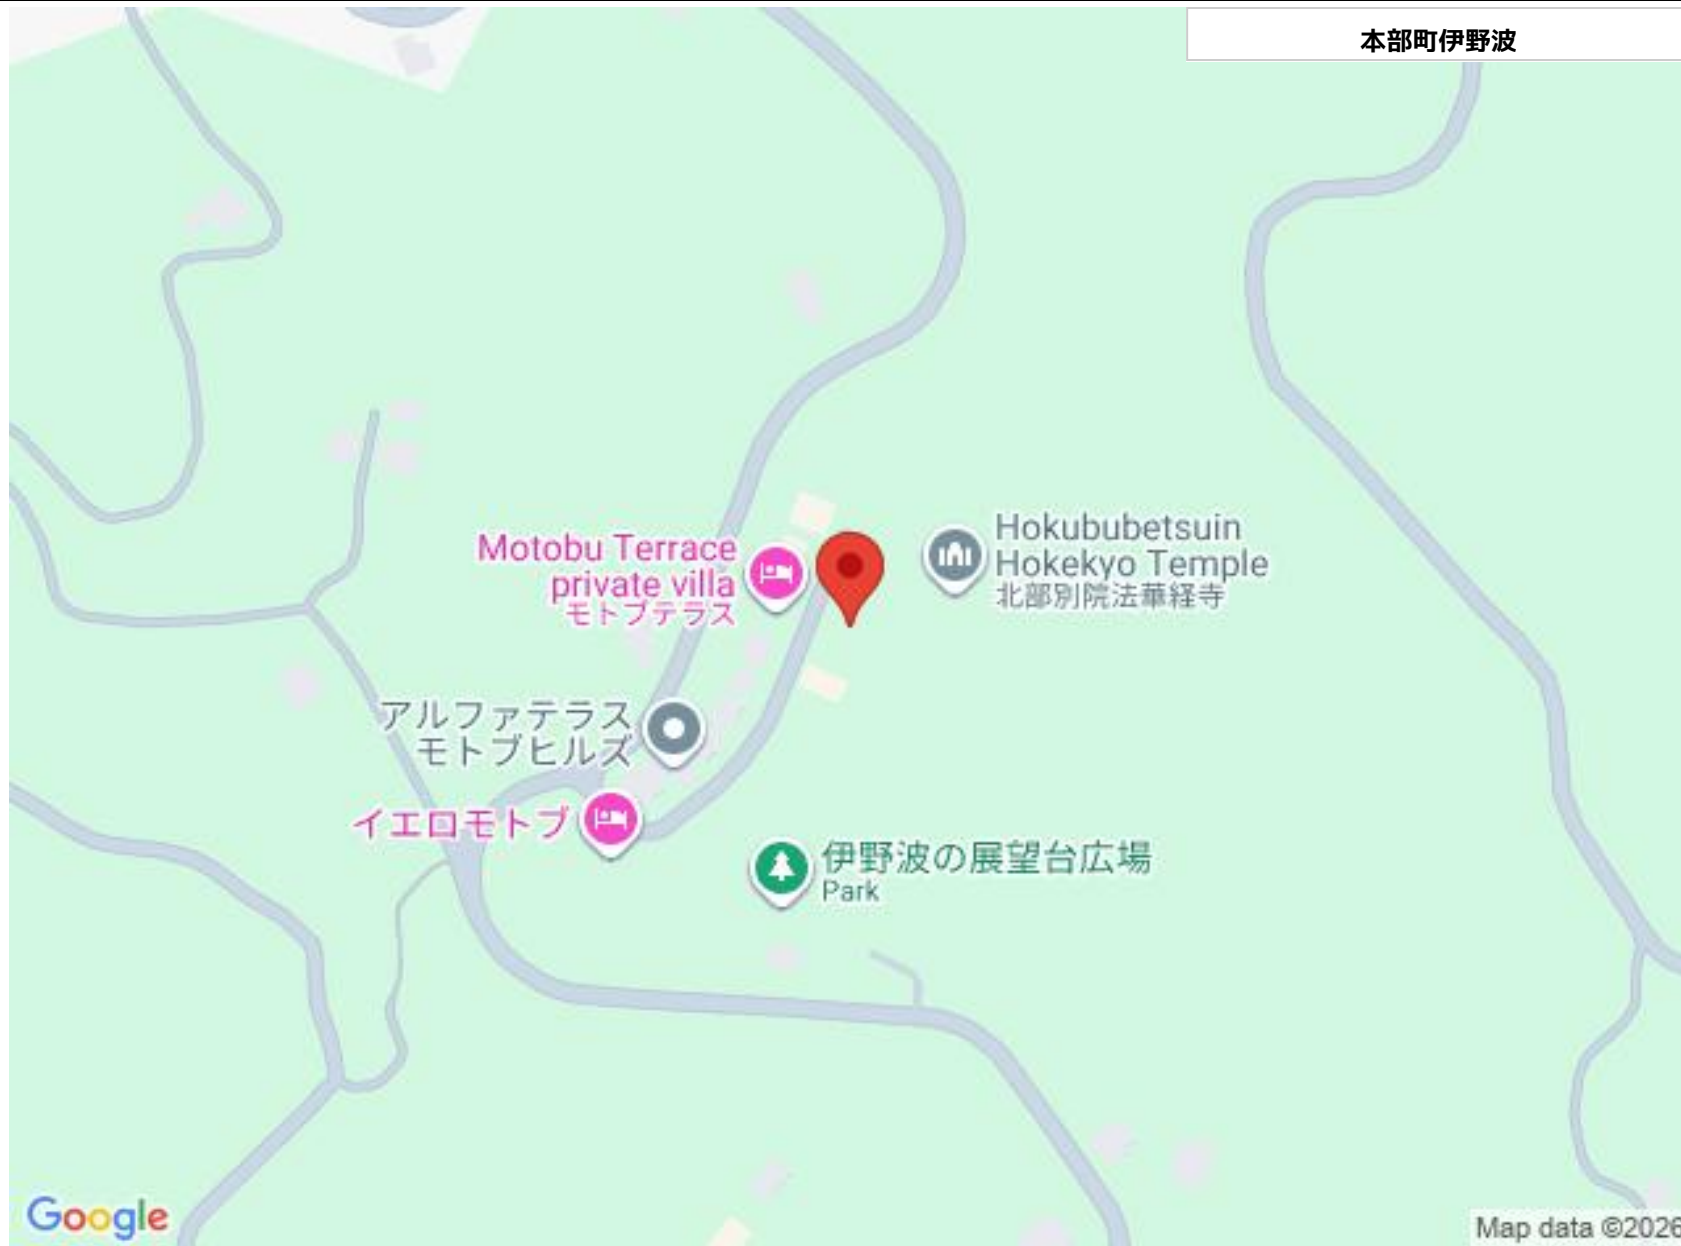 本部町伊野波
Hokububetsuin
Hokekyo Temple
北部別院法華経寺
Motobu Terrace
private villa
モトブテラス
アルファテラス
モトブヒルズ
イエロモトブ
伊野波の展望台広場
Park
Google
Map data ©2026